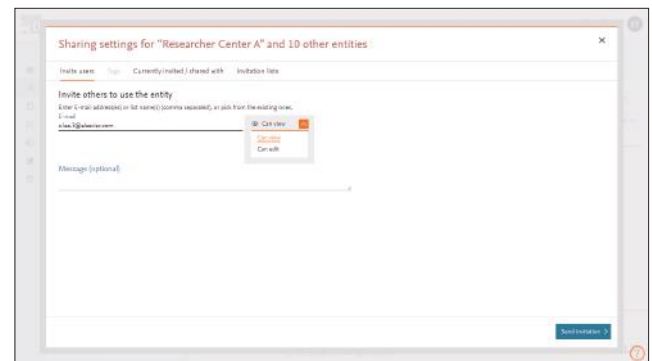 Sharing settings for “Researcher Center A” and 10 other entities
×
Invite users Tags Currently invited / shared with Invitation lists
Invite others to use the entity
Enter E-mail address(es) or list name(s) (comma separated), or pick from the existing ones.
E-mail
Can view
Can view
Can edit
Message (optional)
Send invitation >
?